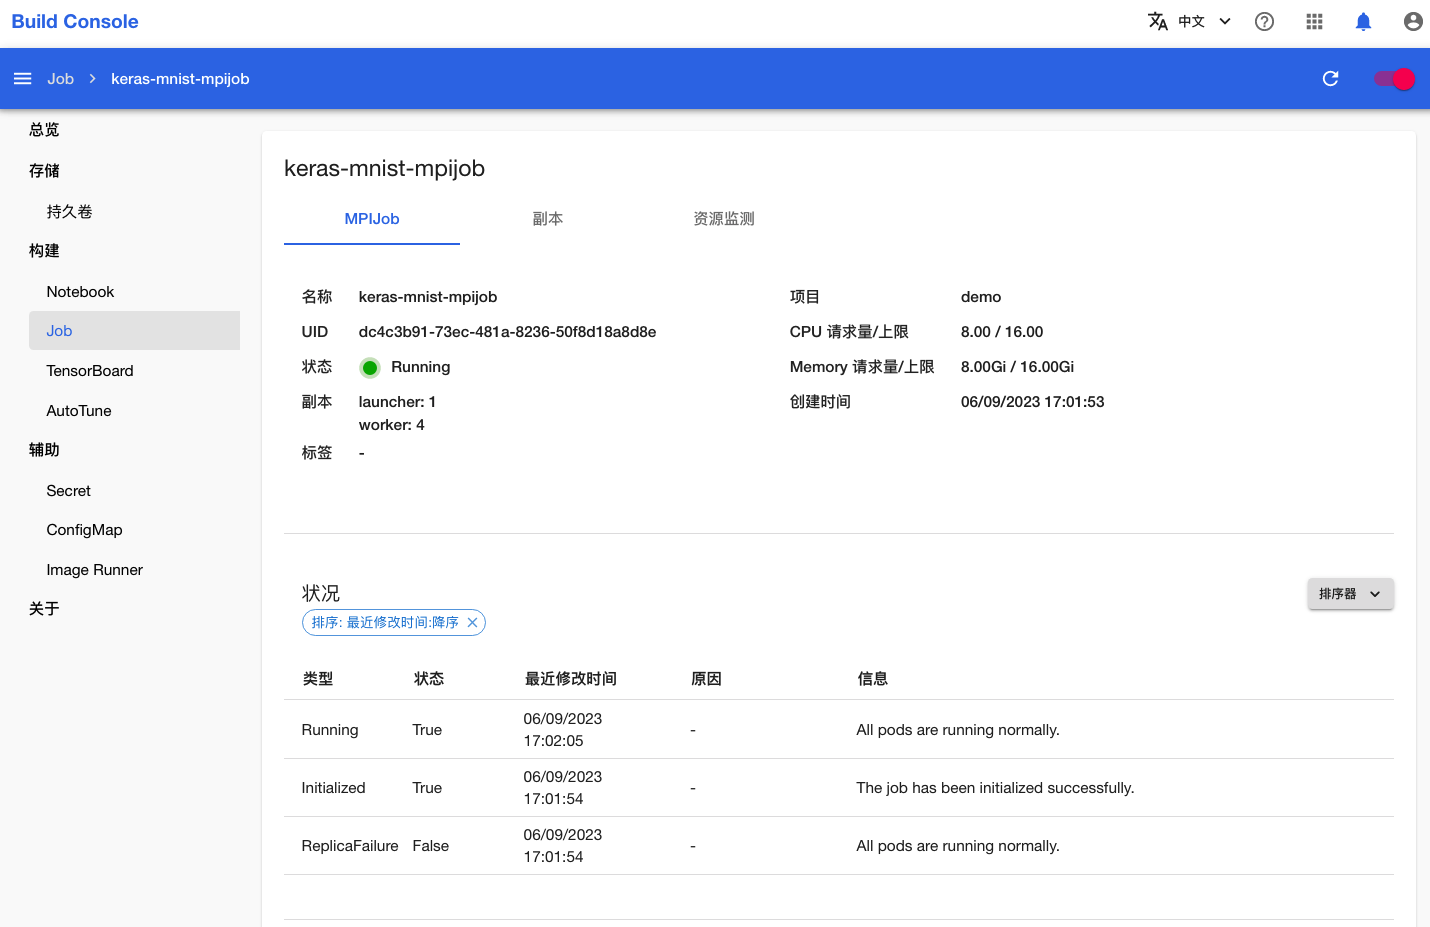 Build Console
中文
Job
keras-mnist-mpijob
总览
存储
持久卷
构建
Notebook
Job
TensorBoard
AutoTune
辅助
Secret
ConfigMap
Image Runner
关于
keras-mnist-mpijob
MPIJob
副本
资源监测
名称 keras-mnist-mpijob
UID dc4c3b91-73ec-481a-8236-50f8d18a8d8e
状态 Running
副本 launcher: 1
worker: 4
标签 -
项目 demo
CPU 请求量/上限 8.00 / 16.00
Memory 请求量/上限 8.00Gi / 16.00Gi
创建时间 06/09/2023 17:01:53
状况
排序器
排序: 最近修改时间:降序
类型 状态 最近修改时间 原因 信息
Running True 06/09/2023 17:02:05 - All pods are running normally.
Initialized True 06/09/2023 17:01:54 - The job has been initialized successfully.
ReplicaFailure False 06/09/2023 17:01:54 - All pods are running normally.